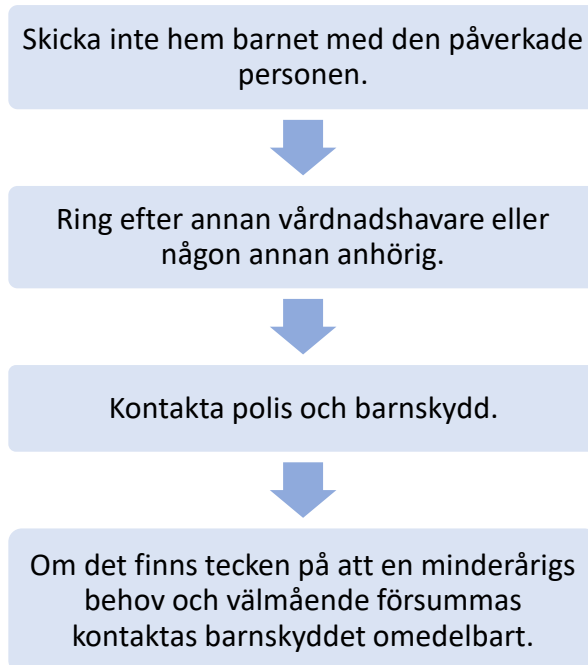 Skicka inte hem barnet med den påverkade
personen.
Ring efter annan vårdnadshavare eller
någon annan anhörig.
Kontakta polis och barnskydd.
Om det finns tecken på att en minderårigs
behov och välmående försummas
kontaktas barnskyddet omedelbart.